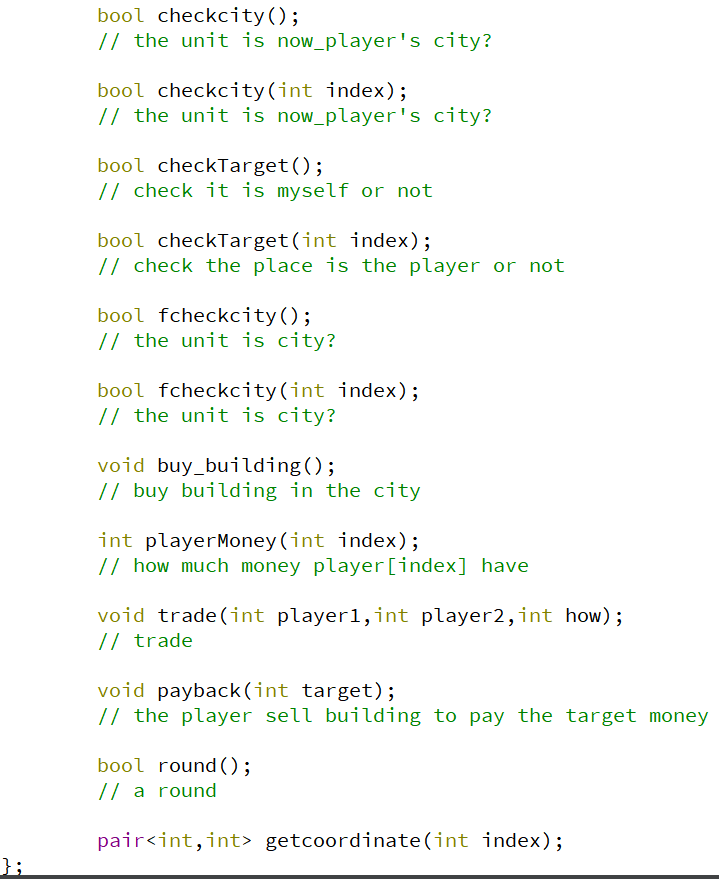 bool checkcity();
// the unit is now_player's city?
bool checkcity(int index);
// the unit is now_player's city?
bool checkTarget();
// check it is myself or not
bool checkTarget(int index);
// check the place is the player or not
bool fcheckcity();
// the unit is city?
bool fcheckcity(int index);
// the unit is city?
void buy_building();
// buy building in the city
int playerMoney(int index);
// how much money player[index] have
void trade(int player1,int player2,int how);
// trade
void payback(int target);
// the player sell building to pay the target money
bool round();
// a round
pair<int,int> getcoordinate(int index);
};